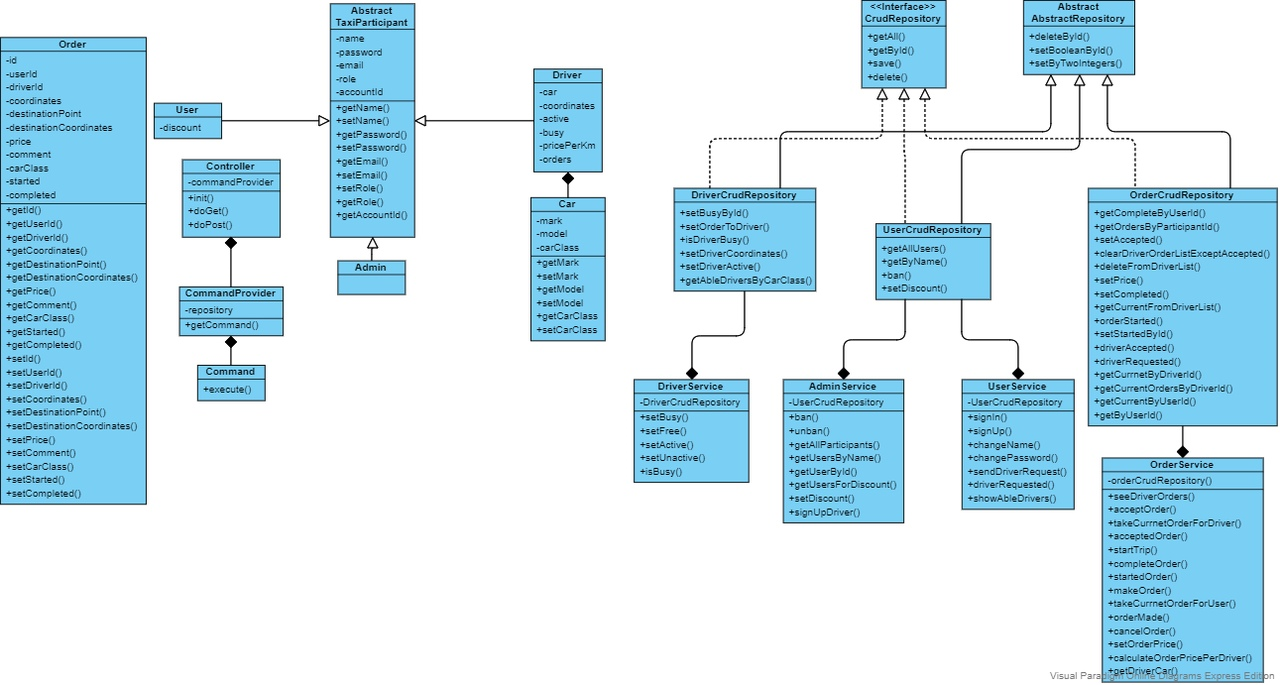 Order
-id
-userId
-driverId
-coordinates
-destinationPoint
-destinationCoordinates
-price
-comment
-carClass
-started
-completed
+getId()
+getUserId()
+getDriverId()
+getCoordinates()
+getDestinationPoint()
+getDestinationCoordinates()
+getPrice()
+getComment()
+getCarClass()
+getStarted()
+getCompleted()
+setId()
+setUserId()
+setDriverId()
+setCoordinates()
+setDestinationPoint()
+setDestinationCoordinates()
+setPrice()
+setComment()
+setCarClass()
+setStarted()
+setCompleted()
User
-discount
Controller
-commandProvider
+init()
+doGet()
+doPost()
CommandProvider
-repository
+getCommand()
Command
+execute()
Abstract
TaxiParticipant
-name
-password
-email
-role
-accountId
+getName()
+setName()
+getPassword()
+setPassword()
+getEmail()
+setEmail()
+setRole()
+getRole()
+getAccountId()
Admin
Driver
-car
-coordinates
-active
-busy
-pricePerKm
-orders
Car
-mark
-model
-carClass
+getMark
+setMark
+getModel
+setModel
+getCarClass
+setCarClass
<<Interface>>
CrudRepository
+getAll()
+getById()
+save()
+delete()
Abstract
AbstractRepository
+deleteById()
+setBooleanById()
+setByTwoIntegers()
DriverCrudRepository
+setBusyById()
+setOrderToDriver()
+isDriverBusy()
+setDriverCoordinates()
+setDriverActive()
+getAbleDriversByCarClass()
UserCrudRepository
+getAllUsers()
+getByName()
+ban()
+setDiscount()
OrderCrudRepository
+getCompleteByUserId()
+getOrdersByParticipantId()
+setAccepted()
+clearDriverOrderListExceptAccepted()
+deleteFromDriverList()
+setPrice()
+setCompleted()
+getCurrentFromDriverList()
+orderStarted()
+setStartedById()
+driverAccepted()
+driverRequested()
+getCurrnetByDriverId()
+getCurrentOrdersByDriverId()
+getCurrentByUserId()
+getByUserId()
DriverService
-DriverCrudRepository
+setBusy()
+setFree()
+setActive()
+setUnactive()
+isBusy()
AdminService
-UserCrudRepository
+ban()
+unban()
+getAllParticipants()
+getUsersByName()
+getUserById()
+getUsersForDiscount()
+setDiscount()
+signUpDriver()
UserService
-UserCrudRepository
+signIn()
+signUp()
+changeName()
+changePassword()
+sendDriverRequest()
+driverRequested()
+showAbleDrivers()
OrderService
-orderCrudRepository()
+seeDriverOrders()
+acceptOrder()
+takeCurrnetOrderForDriver()
+acceptedOrder()
+startTrip()
+completeOrder()
+startedOrder()
+makeOrder()
+takeCurrnetOrderForUser()
+orderMade()
+cancelOrder()
+setOrderPrice()
+calculateOrderPricePerDriver()
+getDriverCar()
Visual Paradigm Online Diagrams Express Edition